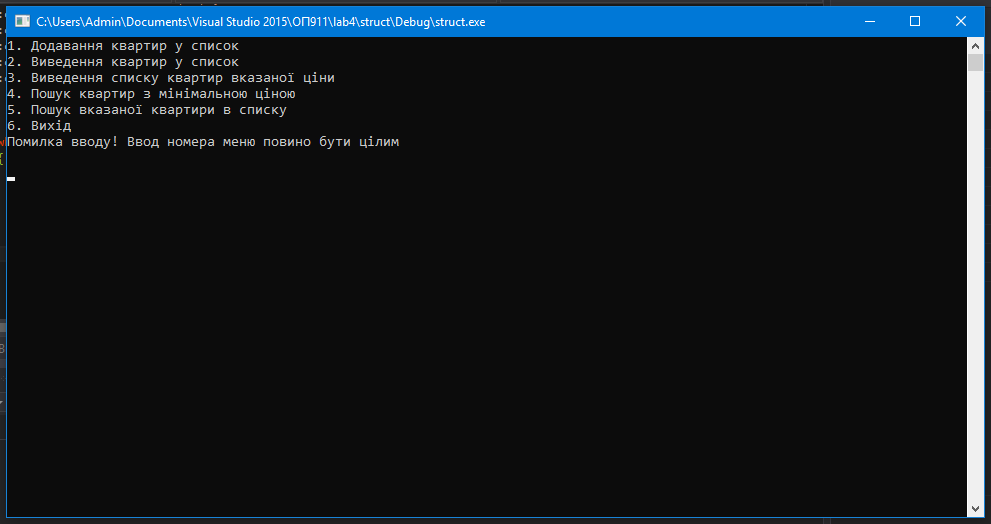 C:\Users\Admin\Documents\Visual Studio 2015\ОПІ911\lab4\struct\Debug\struct.exe
1. Додавання квартир у список
2. Виведення квартир у список
3. Виведення списку квартир вказаної ціни
4. Пошук квартир з мінімальною ціною
5. Пошук вказаної квартири в списку
6. Вихід
Помилка вводу! Ввод номера меню повино бути цілим